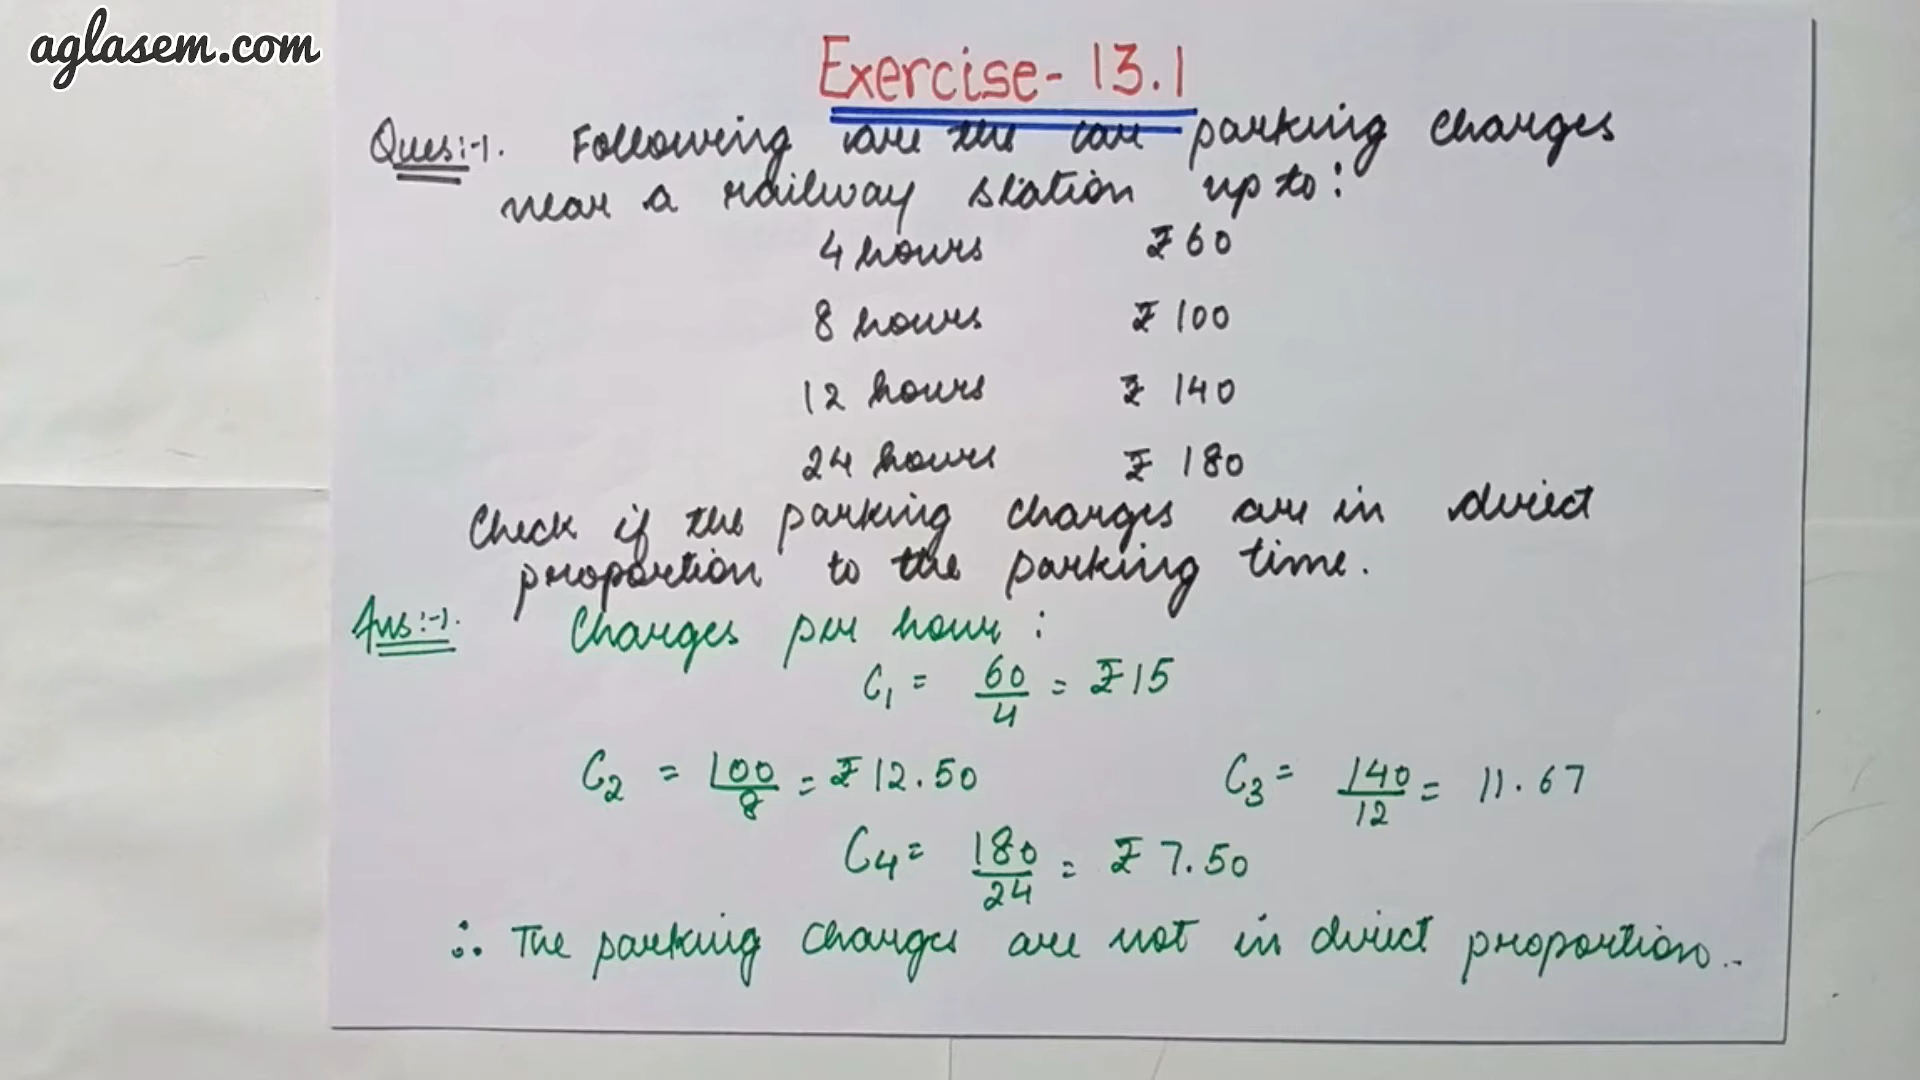 aglasem.com
Exercise- 13.1
Ques:-1. Following are the car parking charges
near a railway station up to:
4 hours ₹ 60
8 hours ₹ 100
12 hours ₹ 140
24 hours ₹ 180
Check if the parking charges are in direct
proportion to the parking time.
Ans:-1. Charges per hour:
C₁ = 60/4 = ₹ 15
C₂ = 100/8 = ₹ 12.50 C₃ = 140/12 = 11.67
C₄ = 180/24 = ₹ 7.50
∴ The parking charges are not in direct proportion..